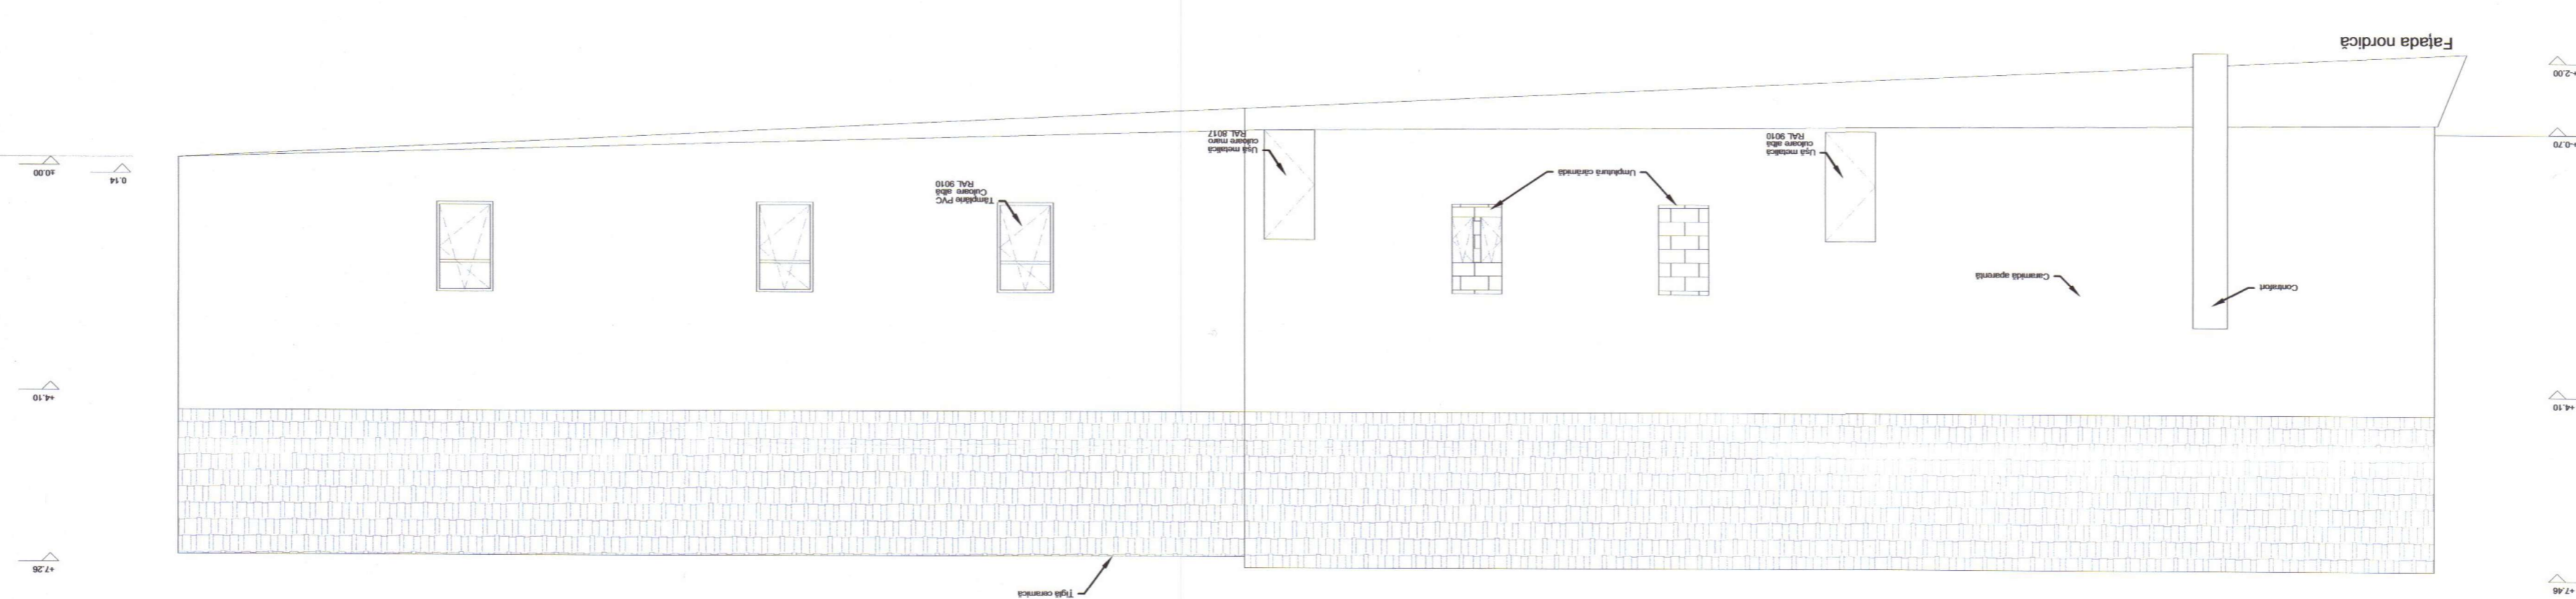 Țiglă ceramică
+7.46
+7.26
+4.10
+4.10
Contrafort
Caramidă aparentă
Tâmplărie PVC
Culoare albă
RAL 9010
Umplutură cărămidă
Ușă metalică
culoare albă
RAL 9010
Ușă metalică
culoare maro
RAL 8017
0.14
±0.00
+-0.70
+-2.00
Fațada nordică